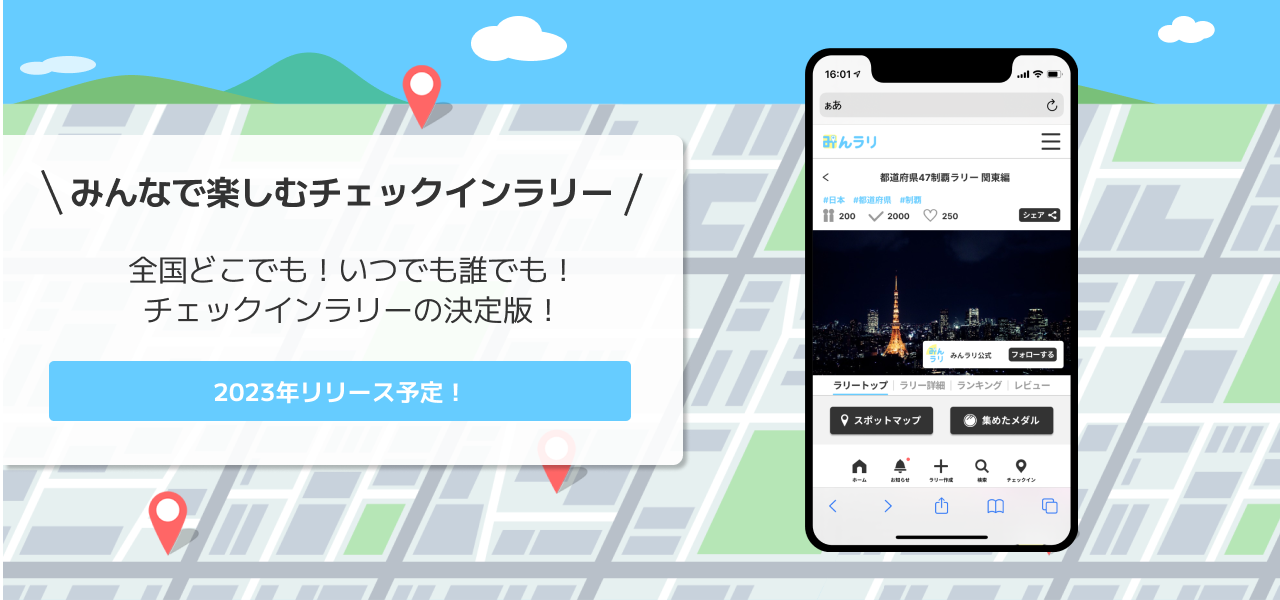 みんなで楽しむチェックインラリー
全国どこでも！いつでも誰でも！
チェックインラリーの決定版！
2023年リリース予定！
16:01
ぁあ
みんラリ
都道府県47制覇ラリー 関東編
#日本 #都道府県 #制覇
200 2000 250 シェア
みんラリ みんラリ公式 フォローする
ラリートップ ラリー詳細 ランキング レビュー
スポットマップ 集めたメダル
ホーム お知らせ ラリー作成 検索 チェックイン